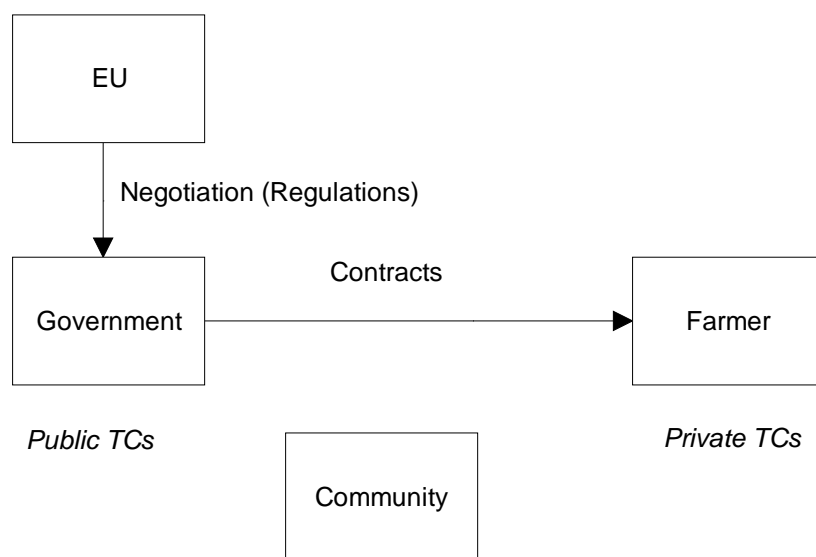 EU
Negotiation (Regulations)
Contracts
Government
Farmer
Public TCs
Private TCs
Community